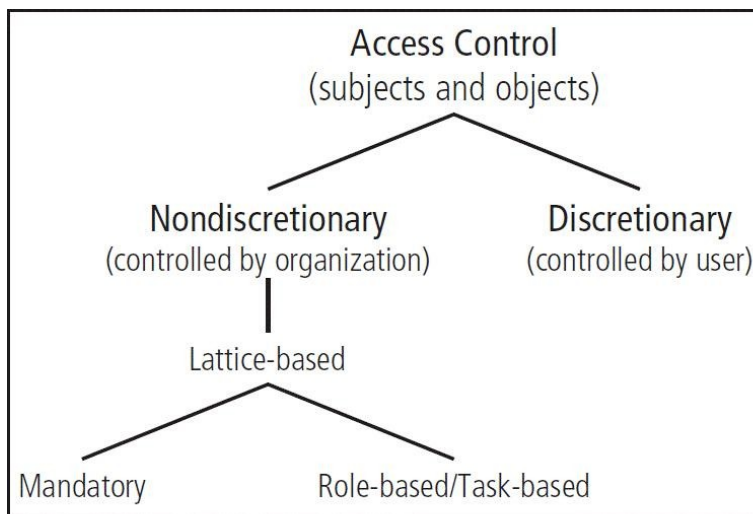 Access Control
(subjects and objects)
Nondiscretionary
(controlled by organization)
Discretionary
(controlled by user)
Lattice-based
Mandatory
Role-based/Task-based